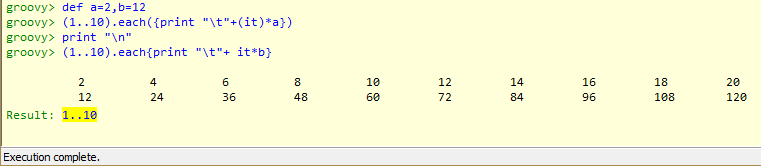 groovy> def a=2,b=12
groovy> (1..10).each({print "\t"+(it)*a})
groovy> print "\n"
groovy> (1..10).each{print "\t"+ it*b}
2 4 6 8 10 12 14 16 18 20
12 24 36 48 60 72 84 96 108 120
Result: 1..10
Execution complete.